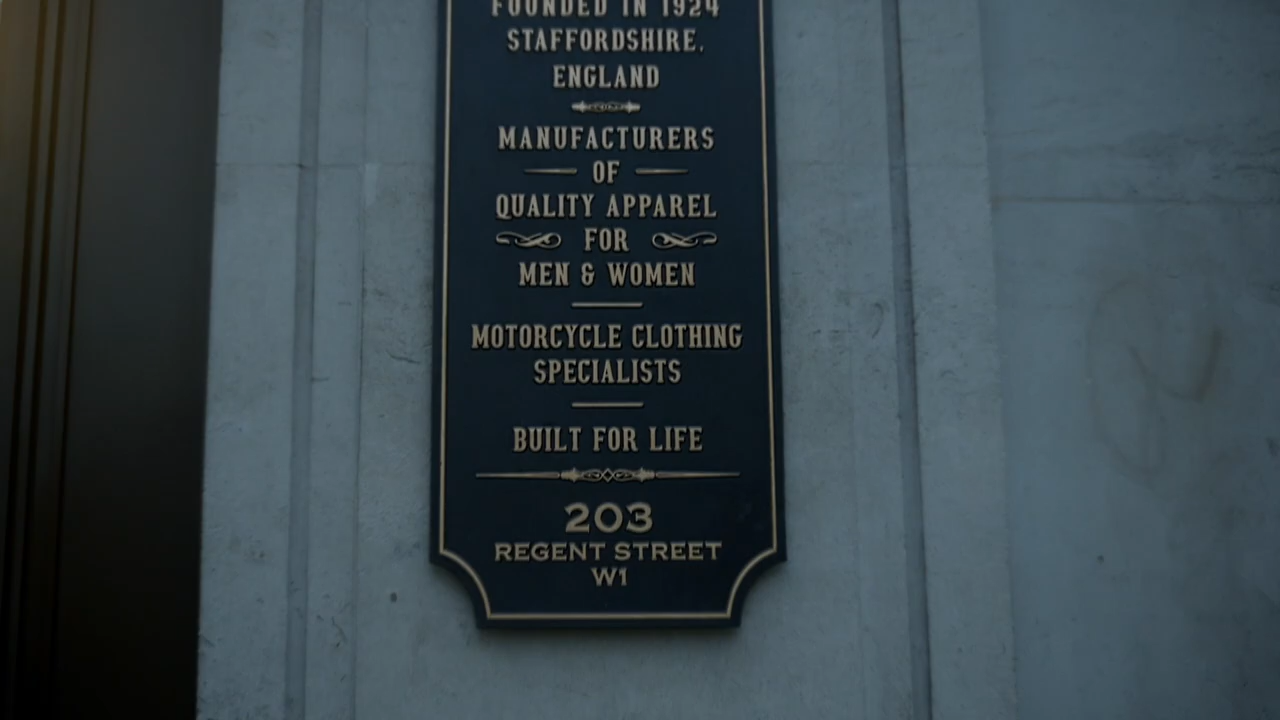 FOUNDED IN 1924
STAFFORDSHIRE.
ENGLAND
MANUFACTURERS
OF
QUALITY APPAREL
FOR
MEN & WOMEN
MOTORCYCLE CLOTHING
SPECIALISTS
BUILT FOR LIFE
203
REGENT STREET
W1